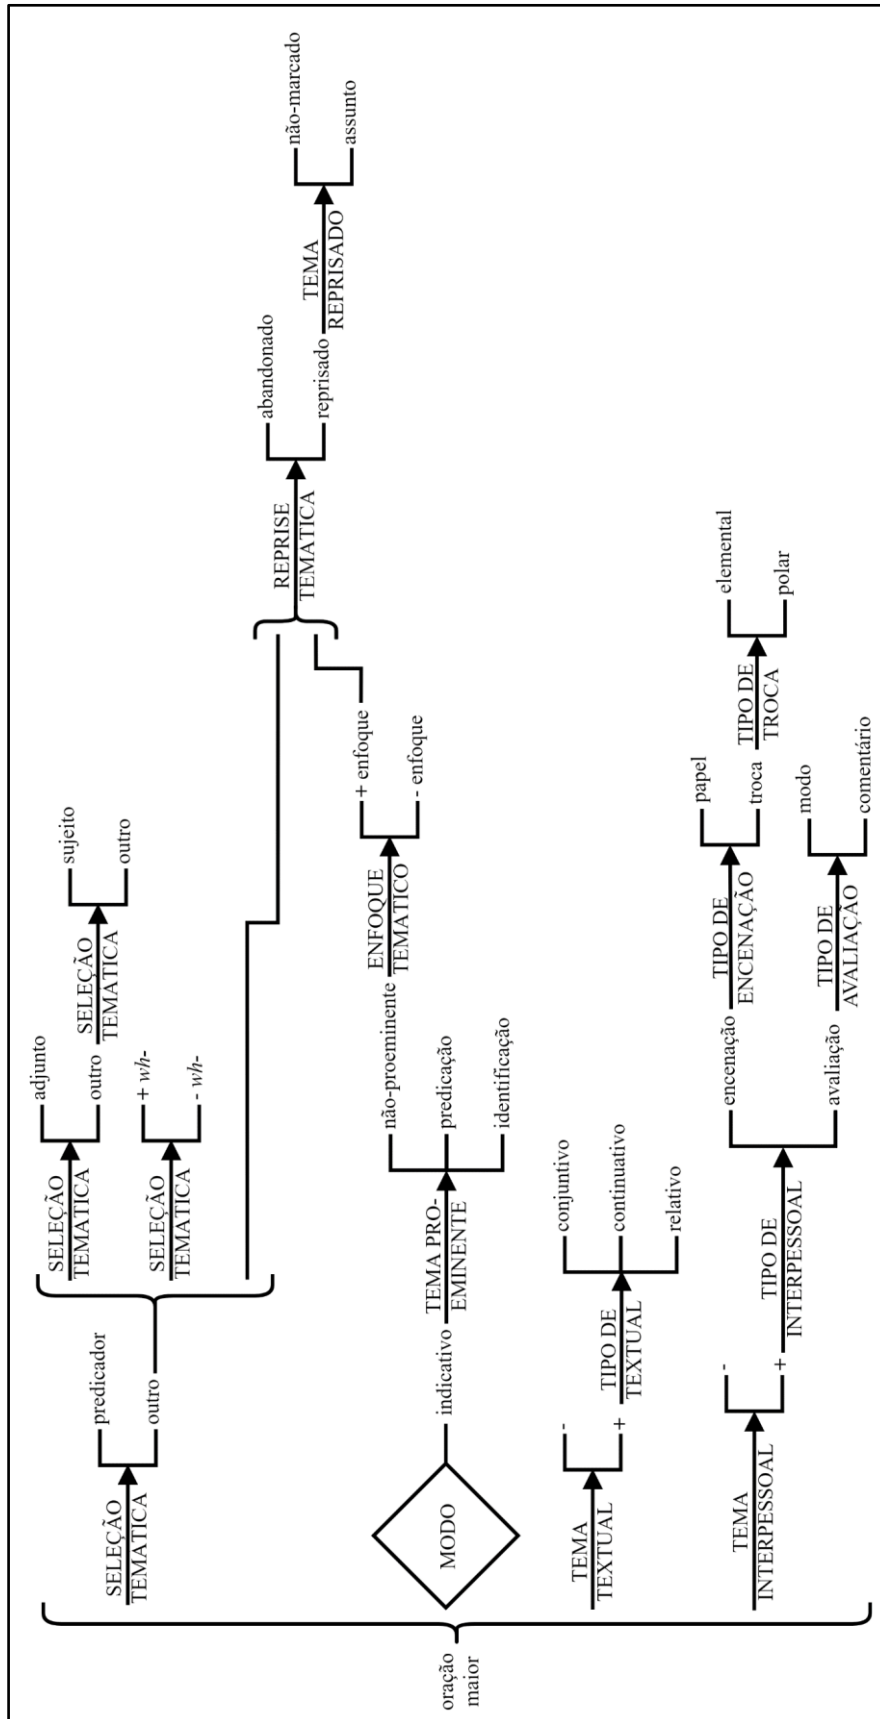 oração
maior
SELEÇÃO
TEMÁTICA
predicador
outro
SELEÇÃO
TEMÁTICA
adjunto
outro
SELEÇÃO
TEMÁTICA
sujeito
outro
SELEÇÃO
TEMÁTICA
+ wh-
- wh-
MODO
indicativo
TEMA PRO-
EMINENTE
não-proeminente
predicação
identificação
ENFOQUE
TEMÁTICO
+ enfoque
- enfoque
REPRISE
TEMÁTICA
abandonado
reprisado
TEMA
REPRISADO
não-marcado
assunto
TEMA
TEXTUAL
-
+
TIPO DE
TEXTUAL
conjuntivo
continuativo
relativo
TEMA
INTERPESSOAL
-
+
TIPO DE
INTERPESSOAL
encenação
avaliação
TIPO DE
ENCENAÇÃO
papel
troca
TIPO DE
TROCA
elemental
polar
TIPO DE
AVALIAÇÃO
modo
comentário